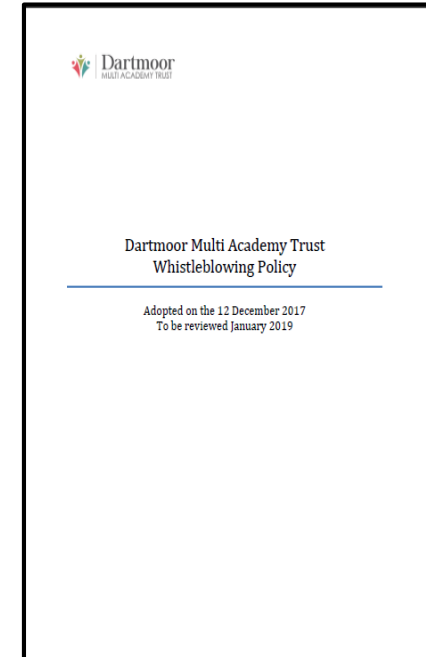 Dartmoor
MULTI ACADEMY TRUST
Dartmoor Multi Academy Trust
Whistleblowing Policy
Adopted on the 12 December 2017
To be reviewed January 2019